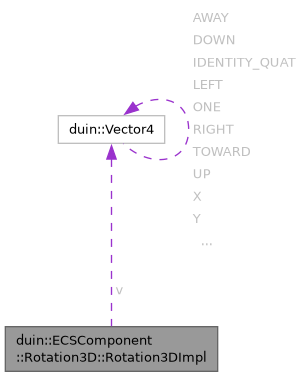 AWAY
DOWN
IDENTITY_QUAT
LEFT
ONE
RIGHT
TOWARD
UP
X
Y
...
duin::Vector4
v
duin::ECSComponent
::Rotation3D::Rotation3DImpl